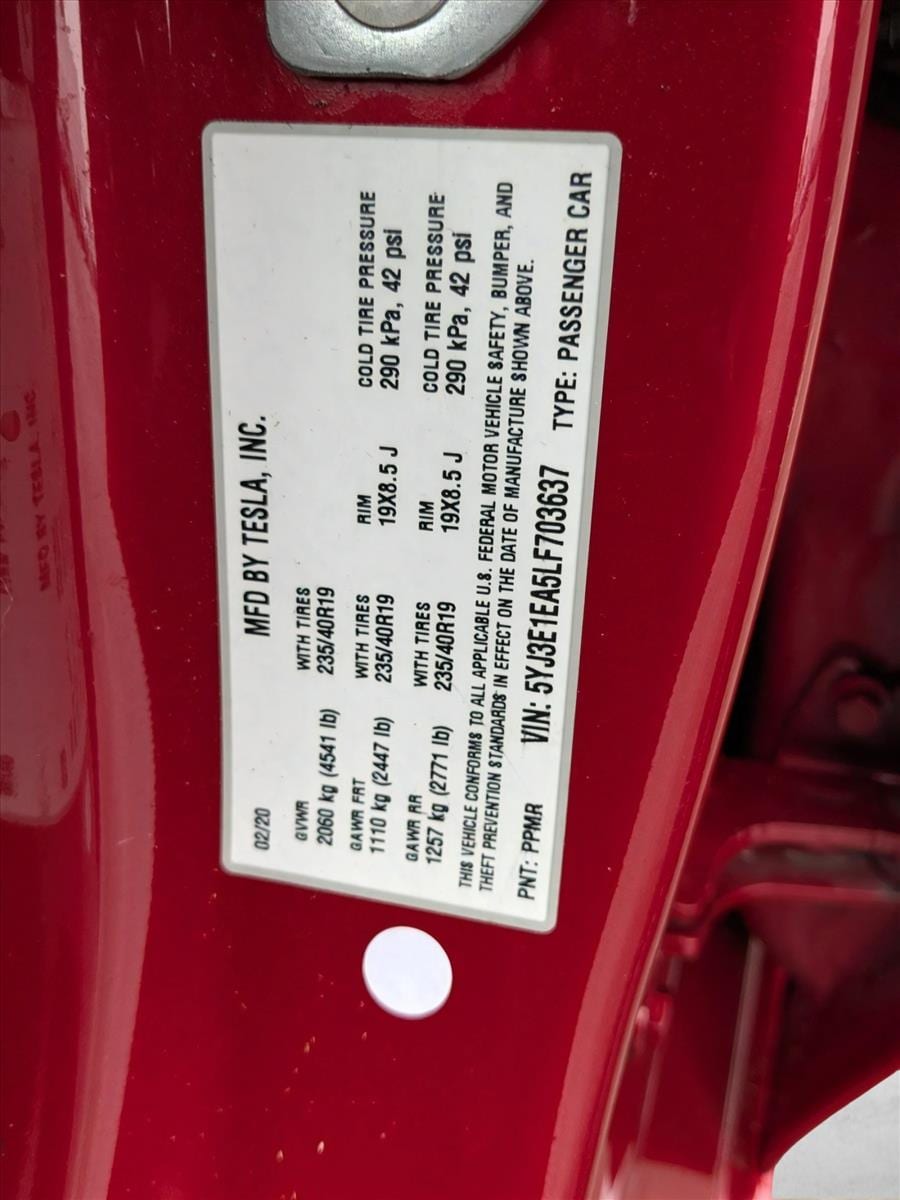 MFD BY TESLA, INC.
02/20
GVWR WITH TIRES
2060 kg (4541 lb) 235/40R19
GAWR FRT WITH TIRES RIM COLD TIRE PRESSURE
1110 kg (2447 lb) 235/40R19 19X8.5 J 290 kPa, 42 psi
GAWR RR WITH TIRES RIM COLD TIRE PRESSURE
1257 kg (2771 lb) 235/40R19 19X8.5 J 290 kPa, 42 psi
THIS VEHICLE CONFORMS TO ALL APPLICABLE U.S. FEDERAL MOTOR VEHICLE SAFETY, BUMPER, AND
THEFT PREVENTION STANDARDS IN EFFECT ON THE DATE OF MANUFACTURE SHOWN ABOVE.
PNT: PPMR VIN: 5YJ3E1EA5LF703637 TYPE: PASSENGER CAR
MFD BY TESLA, INC